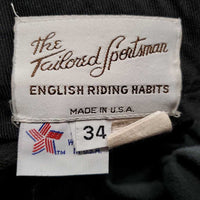 The
Tailored Sportsman
ENGLISH RIDING HABITS
MADE IN U.S.A.
34